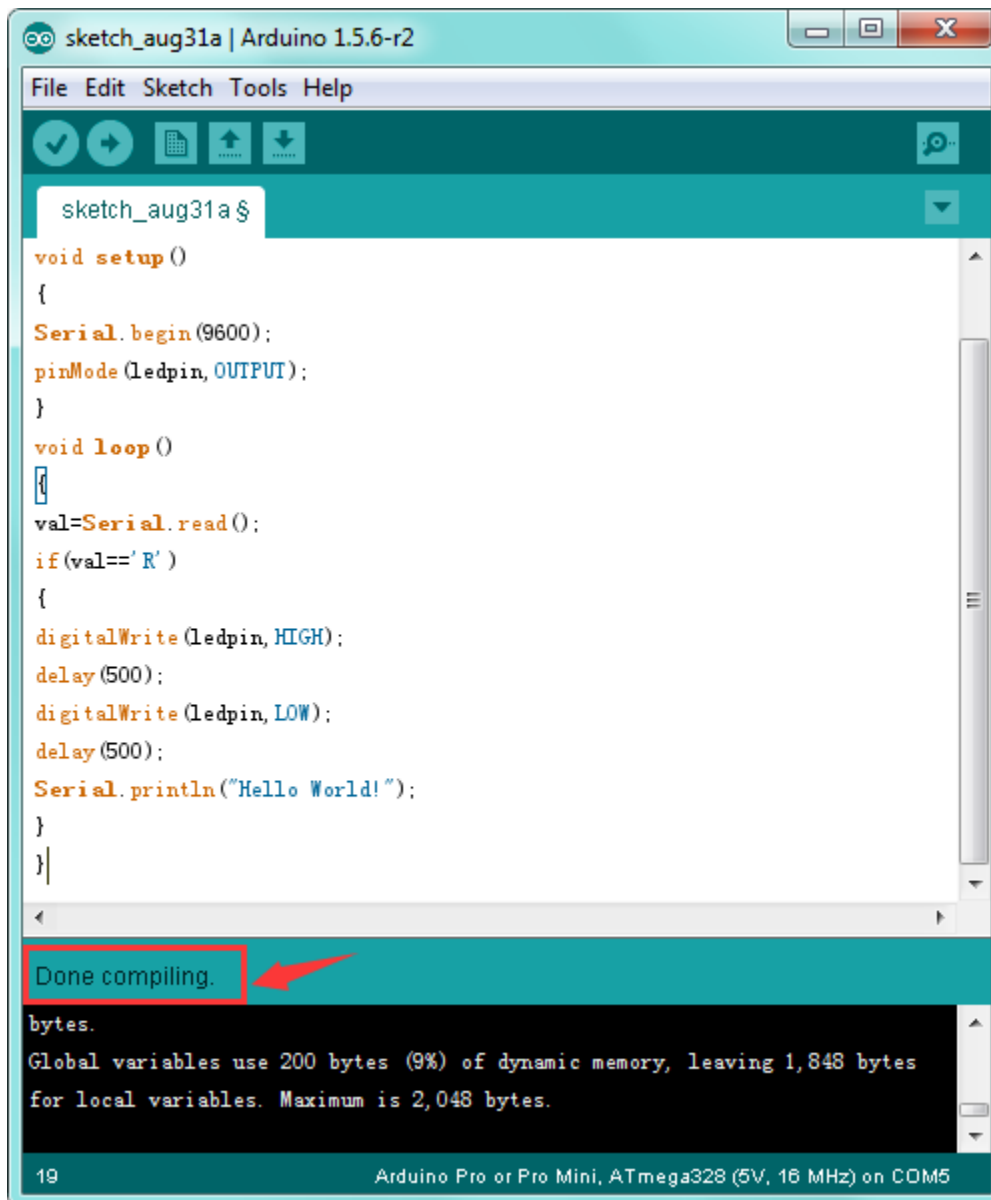 sketch_aug31a | Arduino 1.5.6-r2
File Edit Sketch Tools Help
sketch_aug31a §
void setup()
{
Serial.begin(9600);
pinMode(ledpin,OUTPUT);
}
void loop()
{
val=Serial.read();
if(val=='R')
{
digitalWrite(ledpin,HIGH);
delay(500);
digitalWrite(ledpin,LOW);
delay(500);
Serial.println("Hello World!");
}
}
Done compiling.
bytes.
Global variables use 200 bytes (9%) of dynamic memory, leaving 1,848 bytes
for local variables. Maximum is 2,048 bytes.
19 Arduino Pro or Pro Mini, ATmega328 (5V, 16 MHz) on COM5